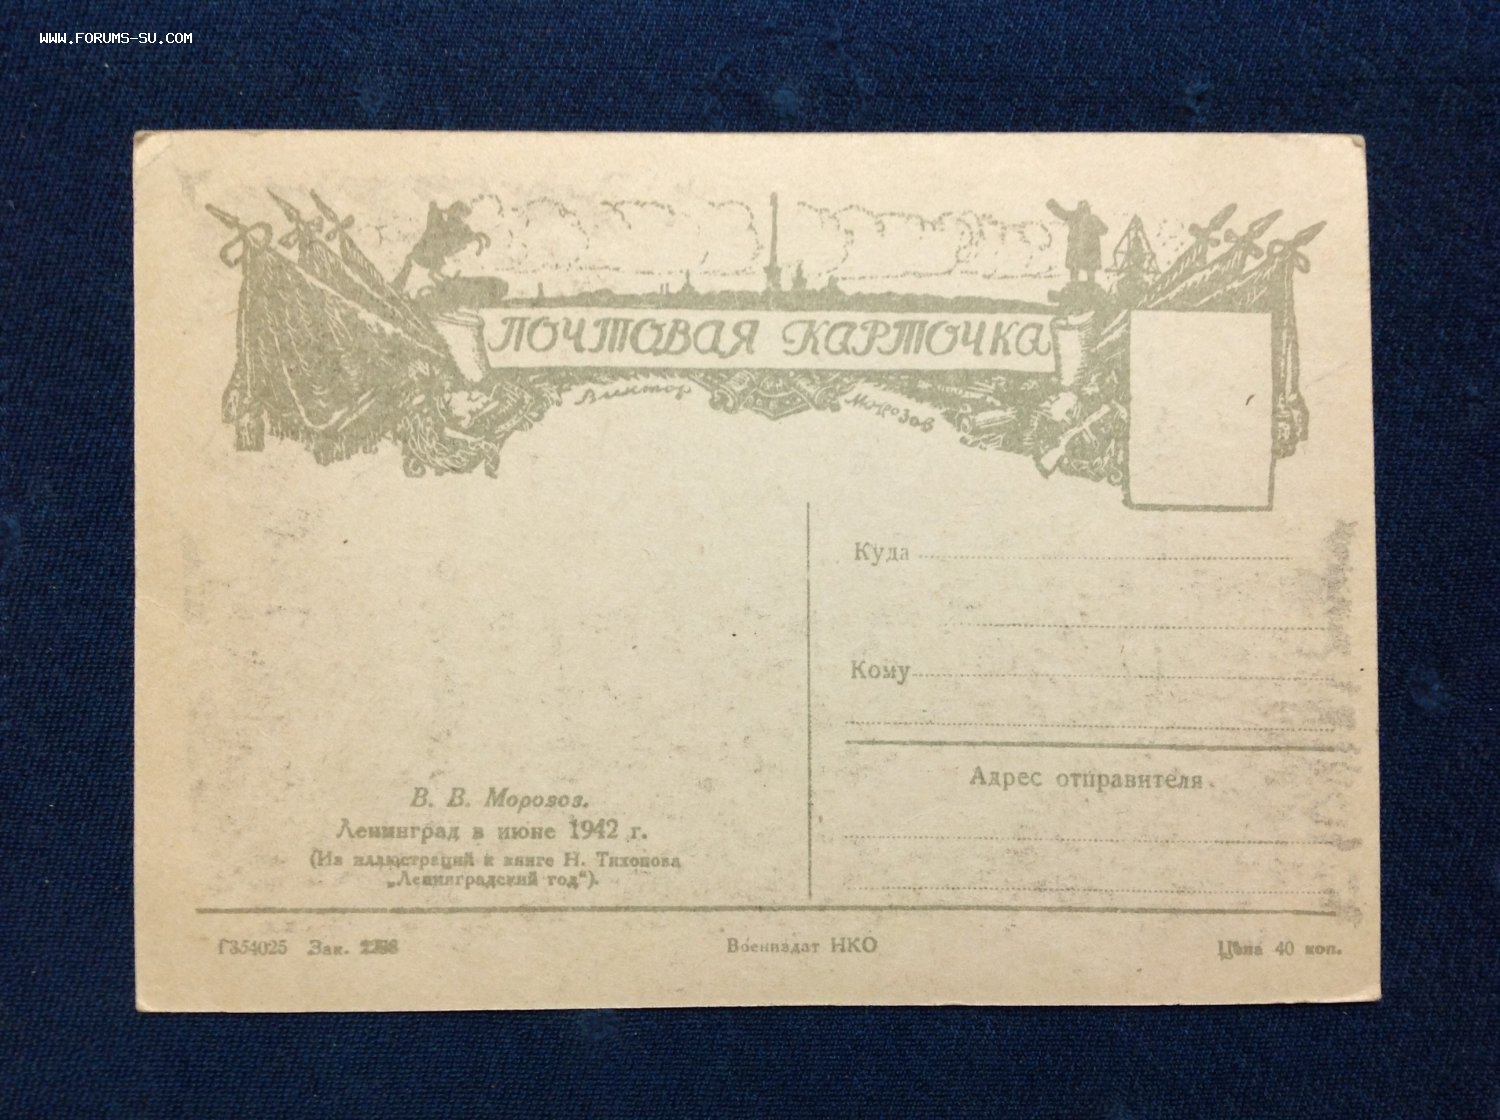 WWW.FORUMS-SU.COM
ПОЧТОВАЯ КАРТОЧКА
Виктор Морозов
Куда
Кому
Адрес отправителя
В. В. Морозов.
Ленинград в июне 1942 г.
(Из иллюстраций к книге Н. Тихонова
„Ленинградский год“).
Г354025 Зак.
Воениздат НКО
Цена 40 коп.